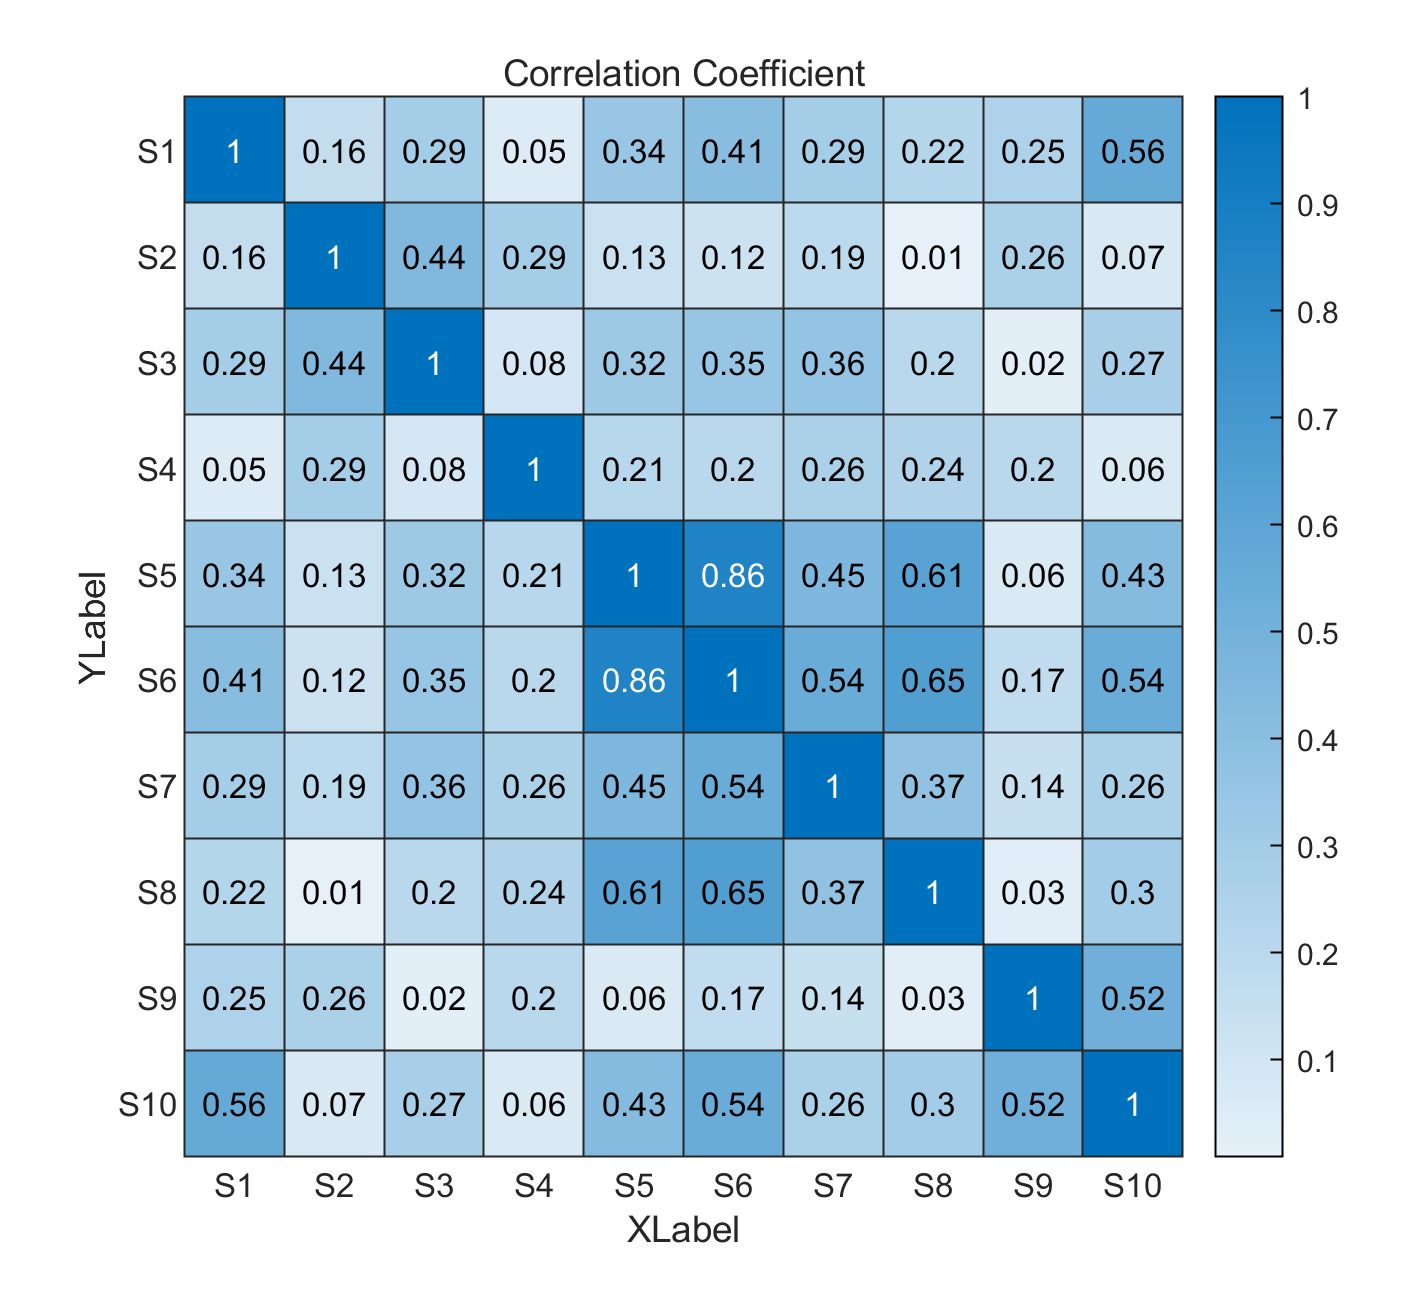 Correlation Coefficient
S1 1 0.16 0.29 0.05 0.34 0.41 0.29 0.22 0.25 0.56
S2 0.16 1 0.44 0.29 0.13 0.12 0.19 0.01 0.26 0.07
S3 0.29 0.44 1 0.08 0.32 0.35 0.36 0.2 0.02 0.27
S4 0.05 0.29 0.08 1 0.21 0.2 0.26 0.24 0.2 0.06
S5 0.34 0.13 0.32 0.21 1 0.86 0.45 0.61 0.06 0.43
S6 0.41 0.12 0.35 0.2 0.86 1 0.54 0.65 0.17 0.54
S7 0.29 0.19 0.36 0.26 0.45 0.54 1 0.37 0.14 0.26
S8 0.22 0.01 0.2 0.24 0.61 0.65 0.37 1 0.03 0.3
S9 0.25 0.26 0.02 0.2 0.06 0.17 0.14 0.03 1 0.52
S10 0.56 0.07 0.27 0.06 0.43 0.54 0.26 0.3 0.52 1
S1 S2 S3 S4 S5 S6 S7 S8 S9 S10
XLabel
YLabel
1
0.9
0.8
0.7
0.6
0.5
0.4
0.3
0.2
0.1